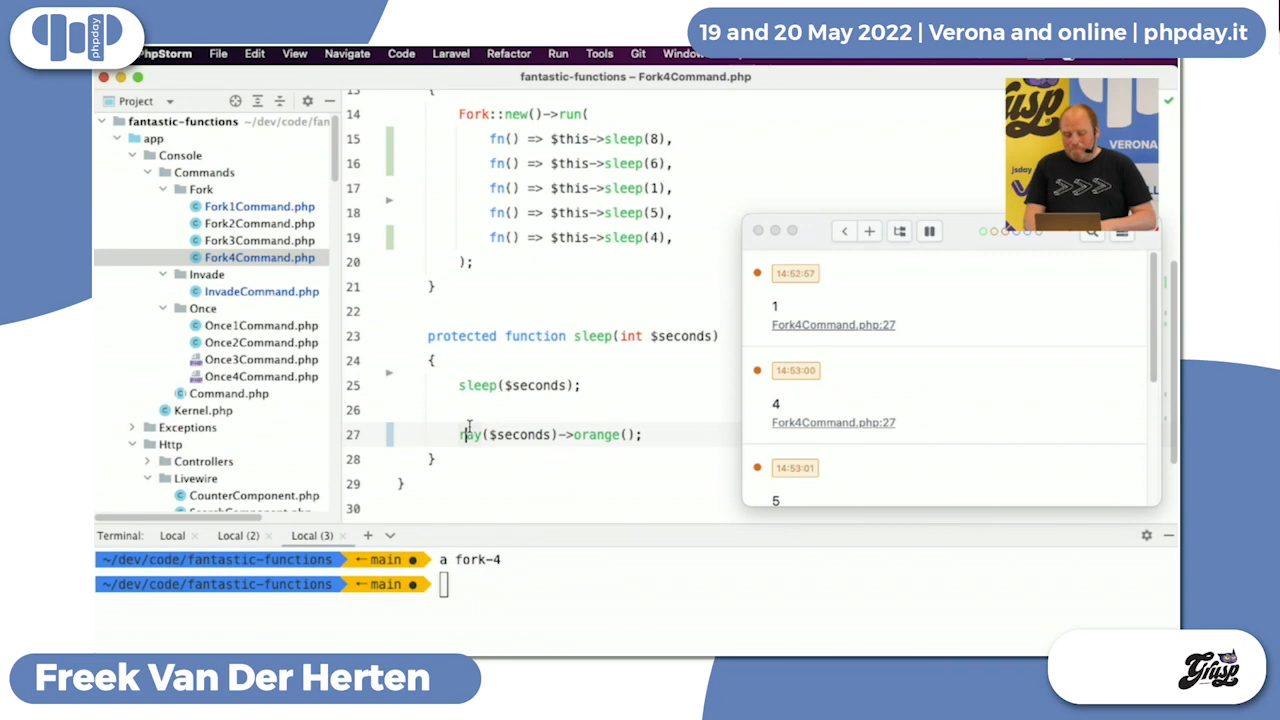 phpday
19 and 20 May 2022 | Verona and online | phpday.it
PhpStorm File Edit View Navigate Code Laravel Refactor Run Tools Git Window
fantastic-functions – Fork4Command.php
Project
fantastic-functions ~/dev/code/fan
app
Console
Commands
Fork
Fork1Command.php
Fork2Command.php
Fork3Command.php
Fork4Command.php
Invade
InvadeCommand.php
Once
Once1Command.php
Once2Command.php
Once3Command.php
Once4Command.php
Command.php
Kernel.php
Exceptions
Http
Controllers
Livewire
CounterComponent.php
13 {
14 Fork::new()->run(
15 fn() => $this->sleep(8),
16 fn() => $this->sleep(6),
17 fn() => $this->sleep(1),
18 fn() => $this->sleep(5),
19 fn() => $this->sleep(4),
20 );
21 }
22
23 protected function sleep(int $seconds)
24 {
25 sleep($seconds);
26
27 ray($seconds)->orange();
28 }
29 }
30
Grusp
VERONA
jsday
>>>
14:52:57
1
Fork4Command.php:27
14:53:00
4
Fork4Command.php:27
14:53:01
5
Terminal: Local × Local (2) × Local (3) × +
~/dev/code/fantastic-functions main ● a fork-4
~/dev/code/fantastic-functions main ●
Freek Van Der Herten
Grusp